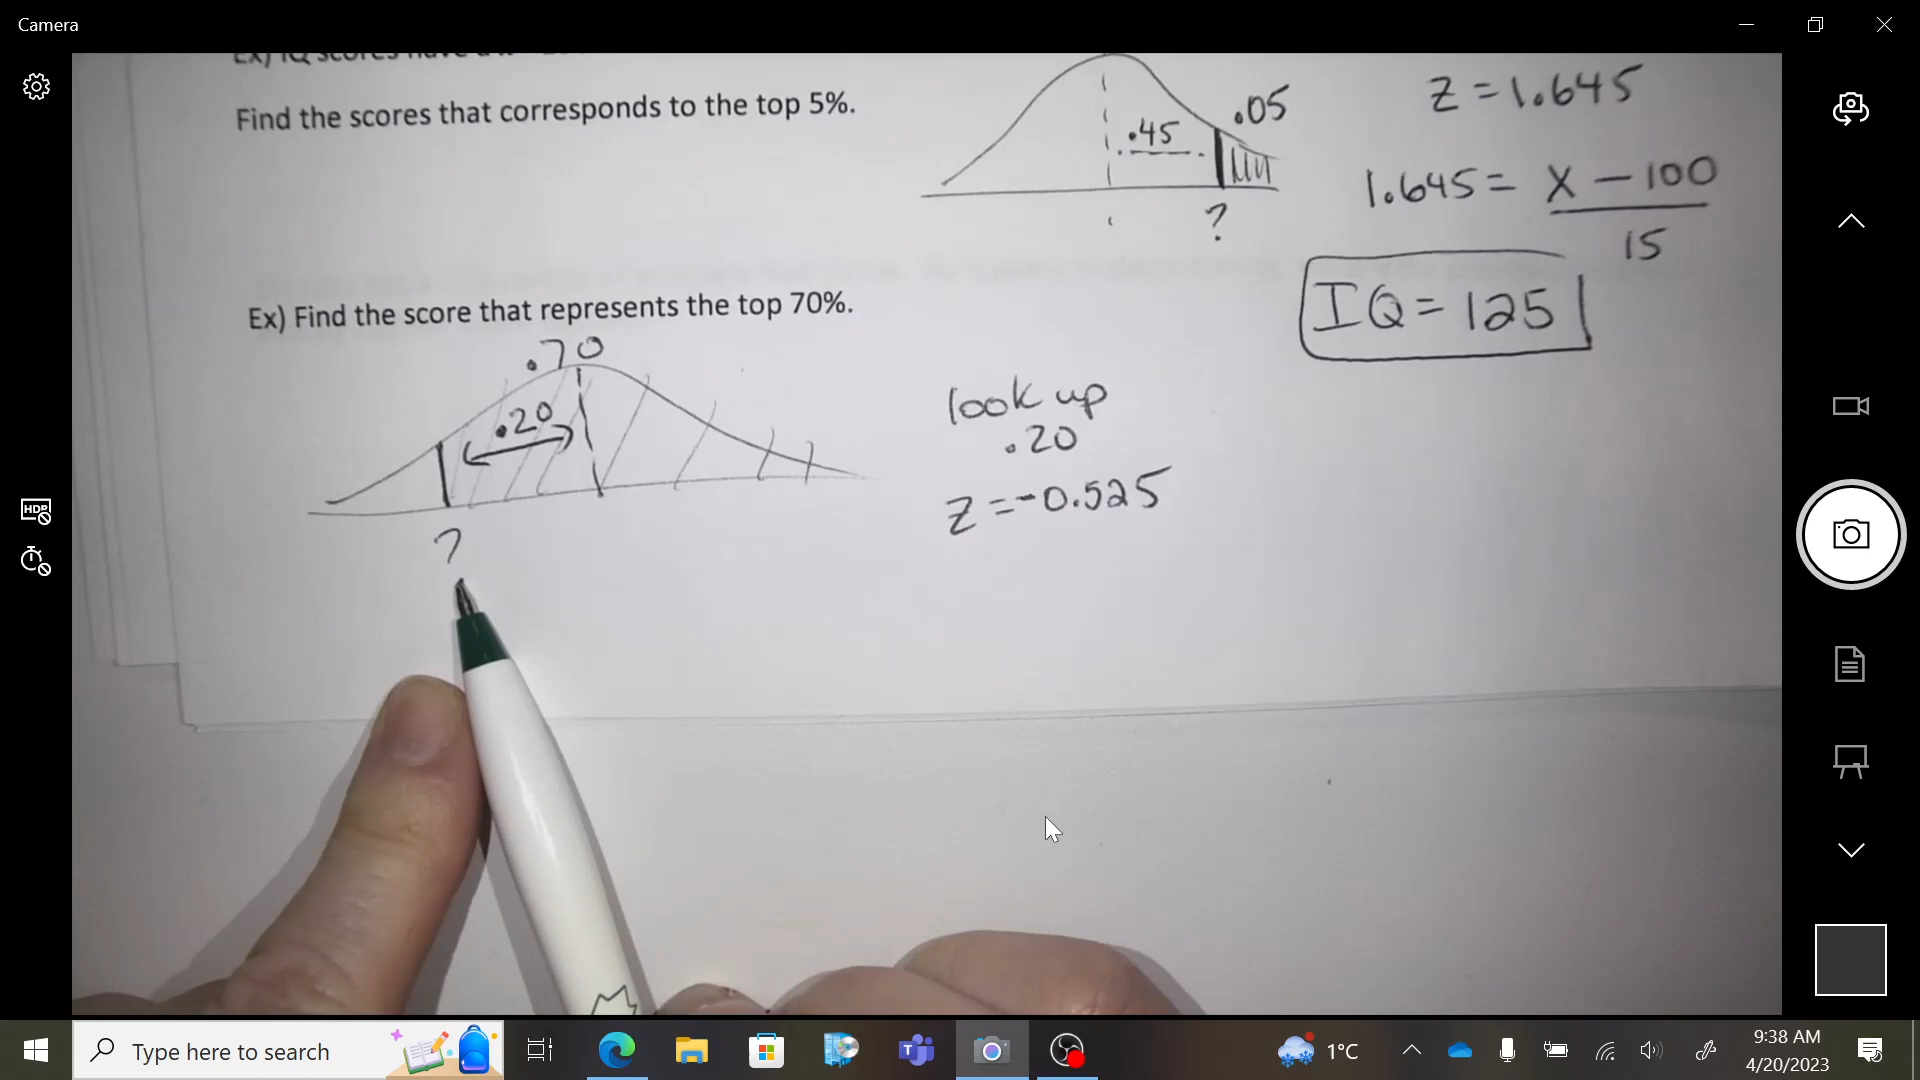 Camera
Find the scores that corresponds to the top 5%.
.45
.05
?
Z = 1.645
1.645 = X - 100
15
IQ = 125
Ex) Find the score that represents the top 70%.
.70
.20
?
look up
.20
Z = -0.525
HDR
Type here to search
1°C
9:38 AM
4/20/2023